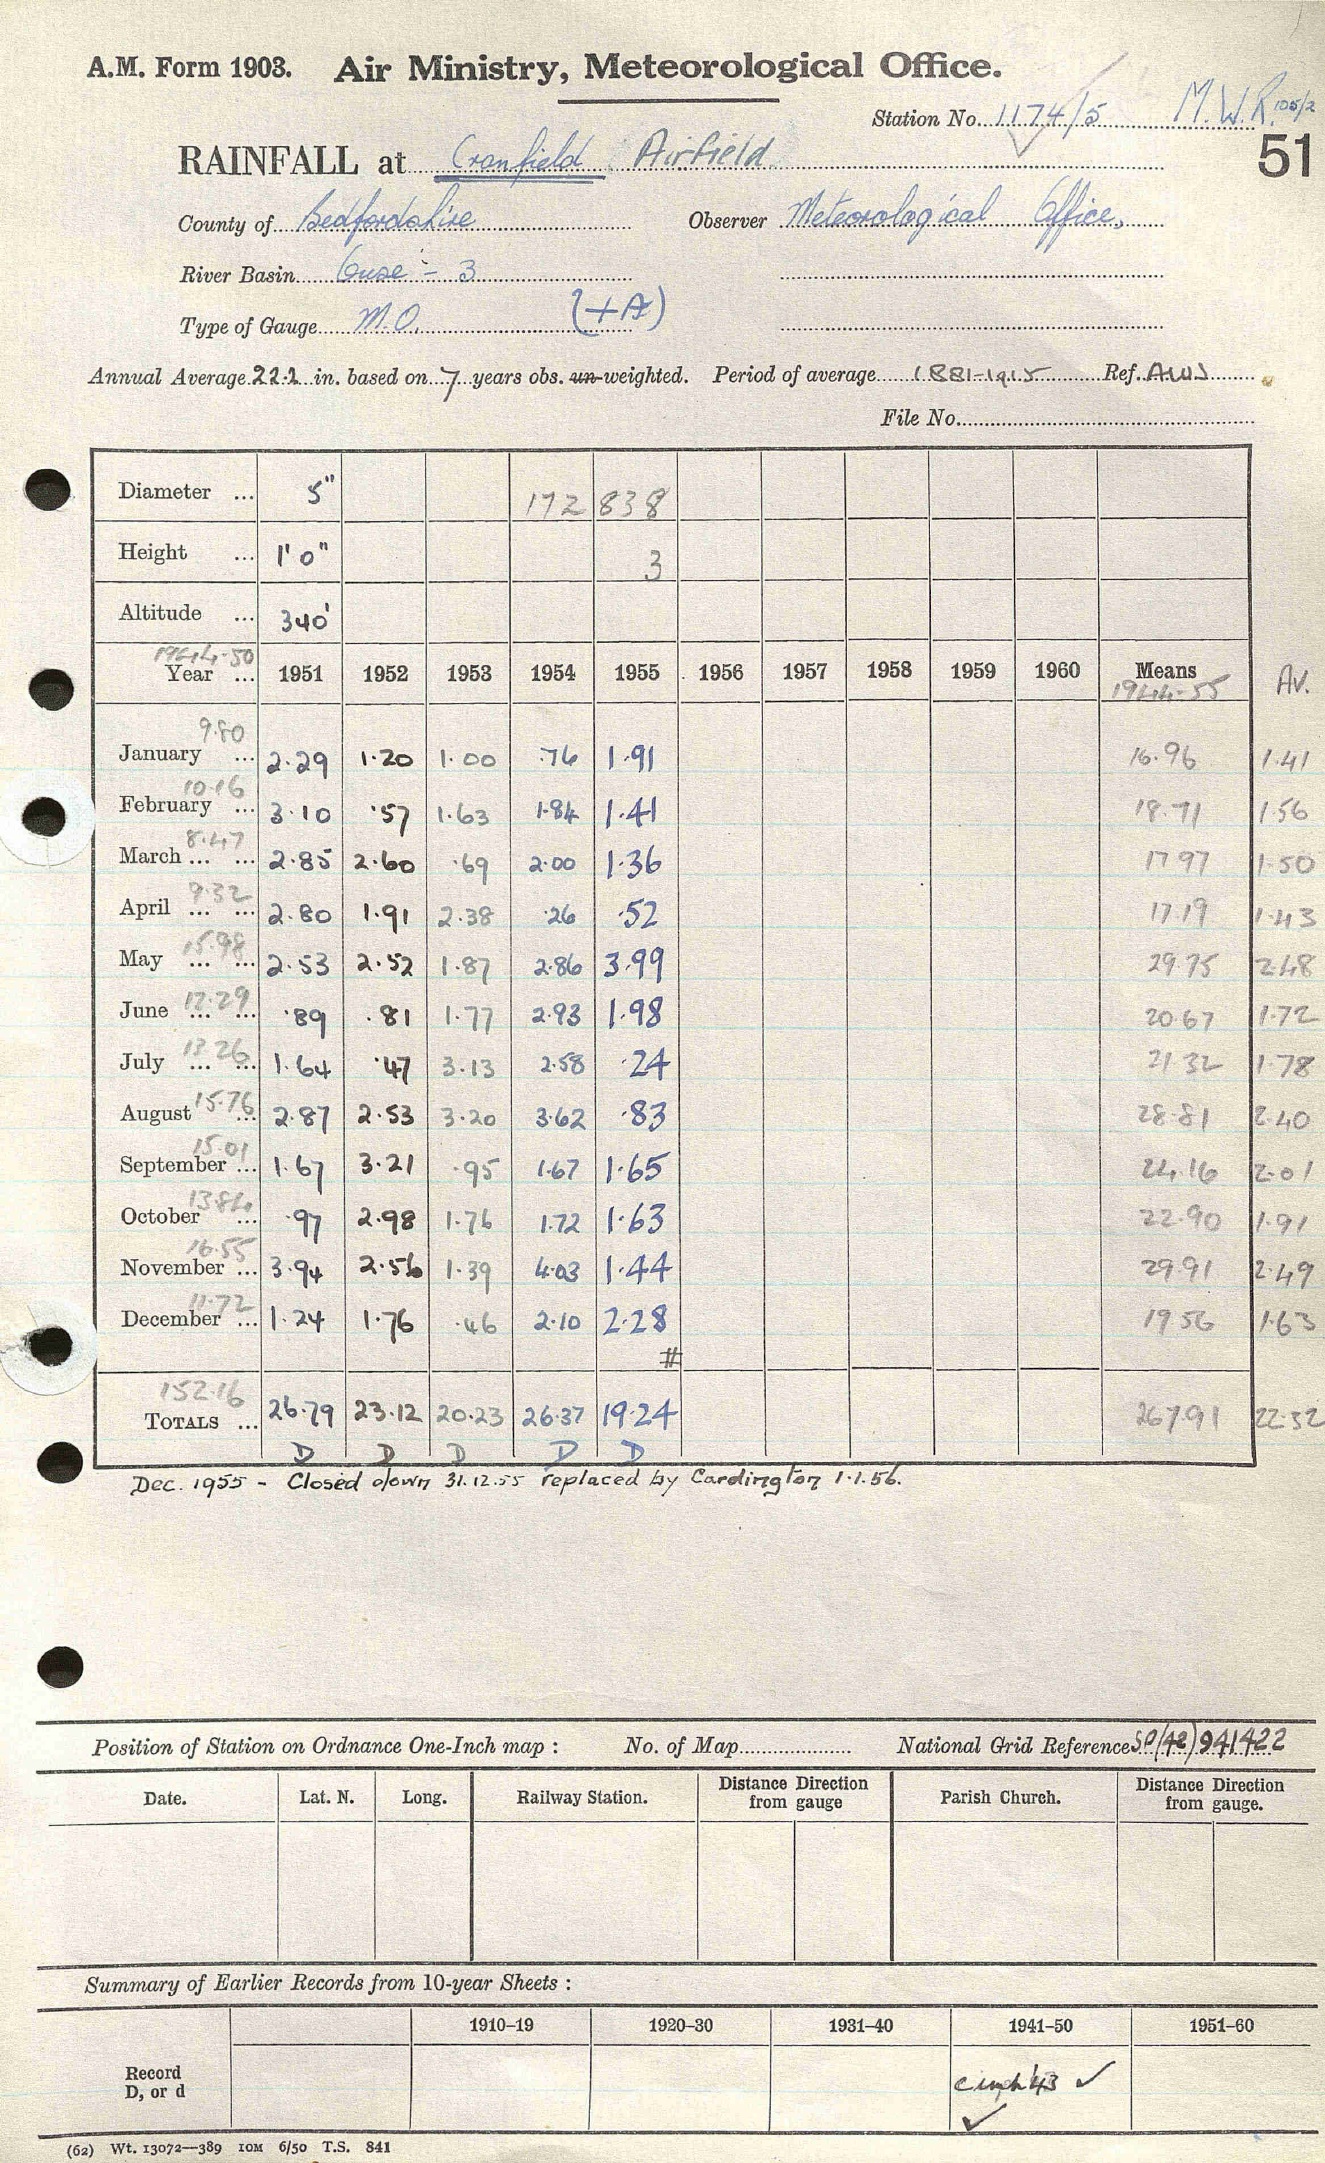 A.M. Form 1903. Air Ministry, Meteorological Office.
Station No. 1174/5 M.W.R. 105/2
51
RAINFALL at Cranfield Airfield
County of Bedfordshire Observer Meteorological Office,
River Basin Ouse - 3
Type of Gauge M.O. (+A)
Annual Average 22.2 in. based on 7 years obs. un-weighted. Period of average 1881-1915 Ref.
File No.
Diameter ... 5" 172 838
Height ... 1' 0" 3
Altitude ... 340'
1944-50
Year ... 1951 1952 1953 1954 1955 1956 1957 1958 1959 1960 Means 1944-55 Av.
January 9.80 ... 2.29 1.20 1.00 .76 1.91 16.96 1.41
February 10.16 ... 3.10 .57 1.63 1.84 1.41 18.71 1.56
March ... 8.47 ... 2.85 2.60 .69 2.00 1.36 17 97 1.50
April ... 9.32 ... 2.80 1.91 2.38 .26 .52 17.19 1.43
May ... 15.98 ... 2.53 2.52 1.87 2.86 3.99 29.75 2.48
June ... 12.29 ... .89 .81 1.77 2.93 1.98 20.67 1.72
July ... 13 26 ... 1.64 .47 3.13 2.58 .24 21 32 1.78
August 15.76 ... 2.87 2.53 3.20 3.62 .83 28.81 2.40
September 15.01 ... 1.67 3.21 .95 1.67 1.65 24.16 2.01
October 13.84 ... .97 2.98 1.76 1.72 1.63 22.90 1.91
November 16.55 ... 3.94 2.56 1.39 4.03 1.44 29.91 2.49
December 11.72 ... 1.24 1.76 .46 2.10 2.28 19 56 1.63
#
152.16
TOTALS ... 26.79 23.12 20.23 26.37 19.24 267.91 22.32
D D D D D
Dec. 1955 - Closed down 31.12.55 replaced by Cardington 1.1.56.
Position of Station on Ordnance One-Inch map : No. of Map National Grid Reference SP/(42)941422
Date. Lat. N. Long. Railway Station. Distance Direction from gauge Parish Church. Distance Direction from gauge.
Summary of Earlier Records from 10-year Sheets :
1910–19 1920–30 1931–40 1941–50 1951–60
Record
D, or d
'43 ✓
✓
(62) Wt. 13072—389 10M 6/50 T.S. 841